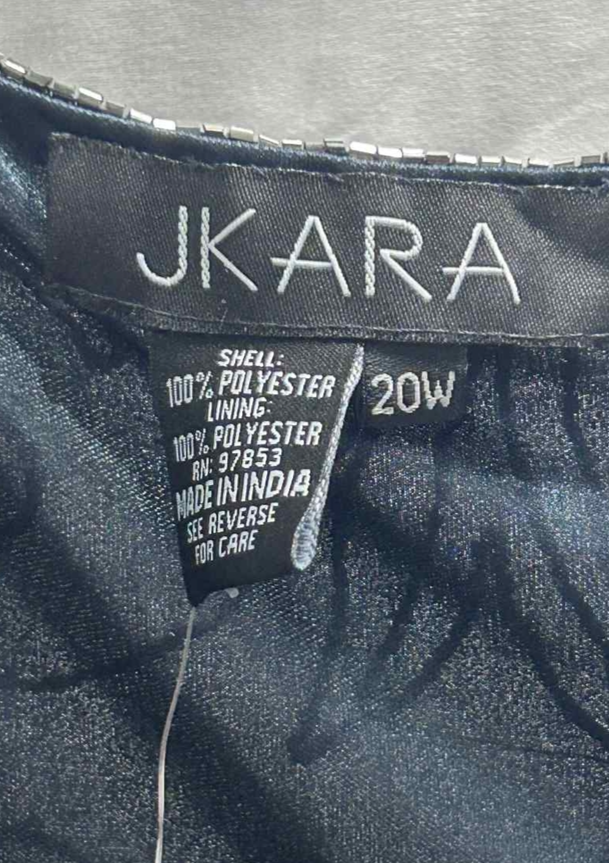 JKARA
SHELL:
100% POLYESTER
LINING:
100% POLYESTER
RN: 97853
MADE IN INDIA
SEE REVERSE
FOR CARE
20W